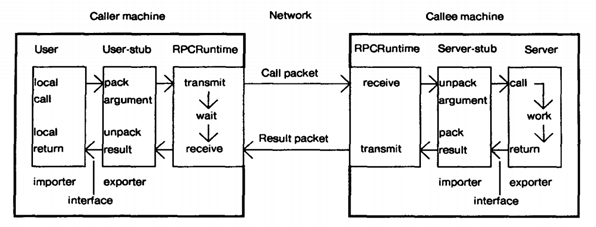 Caller machine Network Callee machine
User User-stub RPCRuntime RPCRuntime Server-stub Server
local pack transmit Call packet receive unpack call
call argument argument
wait work
local unpack Result packet pack
return result receive transmit result return
importer exporter importer exporter
interface interface